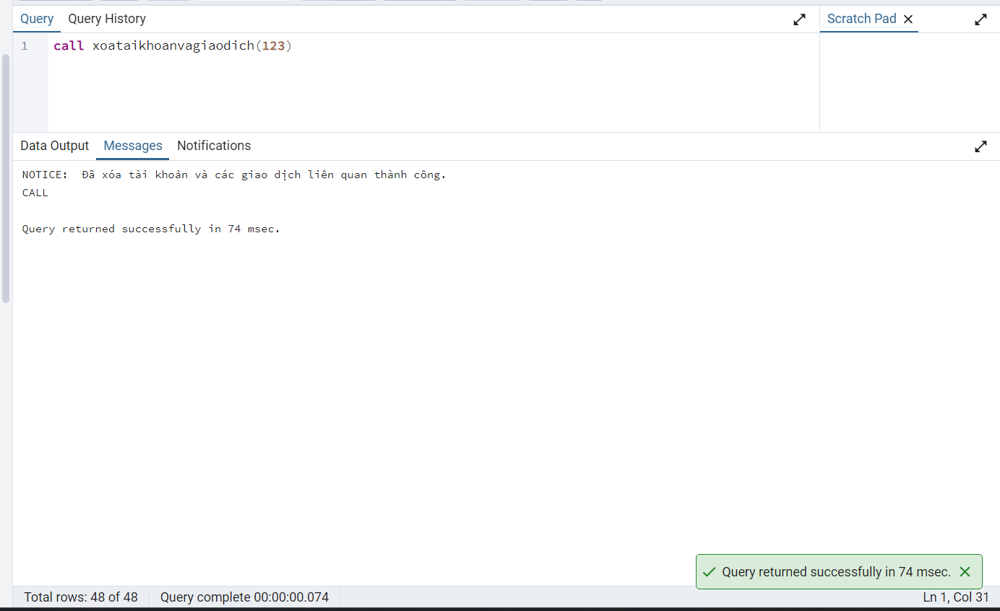 Query Query History
Scratch Pad
1 call xoataikhoanvagiaodich(123)
Data Output Messages Notifications
NOTICE: Đã xóa tài khoản và các giao dịch liên quan thành công.
CALL
Query returned successfully in 74 msec.
Query returned successfully in 74 msec.
Total rows: 48 of 48 Query complete 00:00:00.074 Ln 1, Col 31